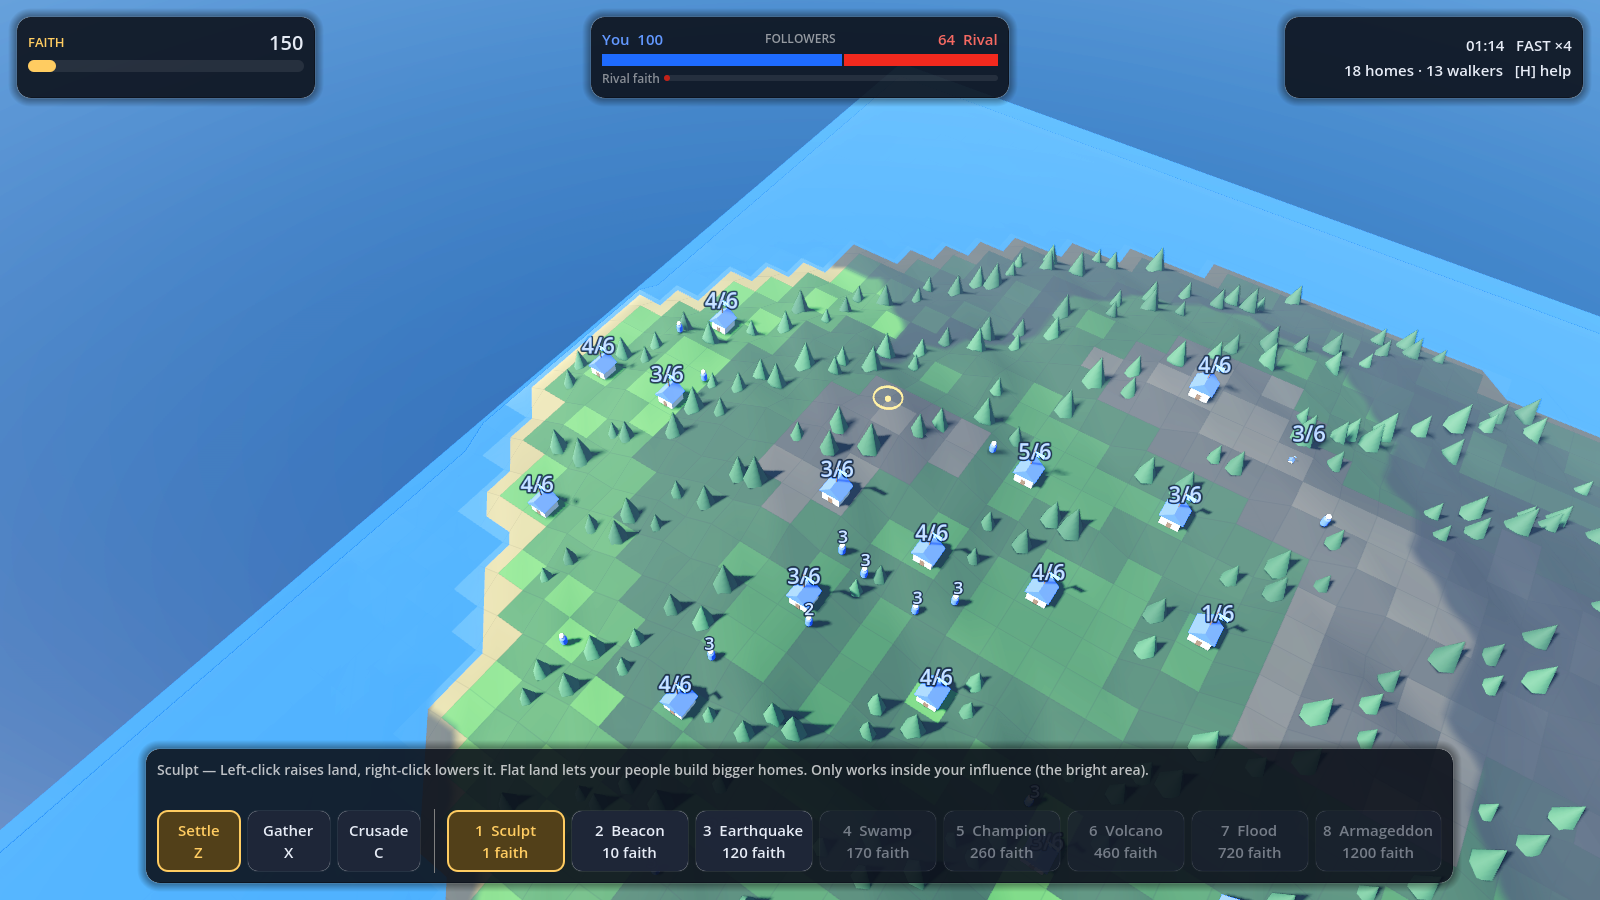 FAITH 150
You 100 FOLLOWERS 64 Rival
Rival faith
01:14 FAST ×4
18 homes · 13 walkers [H] help
4/6
4/6
3/6
4/6
3/6
4/6
5/6
3/6
3/6
4/6
3
3
4/6
3/6
3
3
2
1/6
3
4/6
4/6
3
Sculpt — Left-click raises land, right-click lowers it. Flat land lets your people build bigger homes. Only works inside your influence (the bright area).
Settle
Z
Gather
X
Crusade
C
1 Sculpt
1 faith
2 Beacon
10 faith
3 Earthquake
120 faith
4 Swamp
170 faith
5 Champion
260 faith
6 Volcano
460 faith
7 Flood
720 faith
8 Armageddon
1200 faith